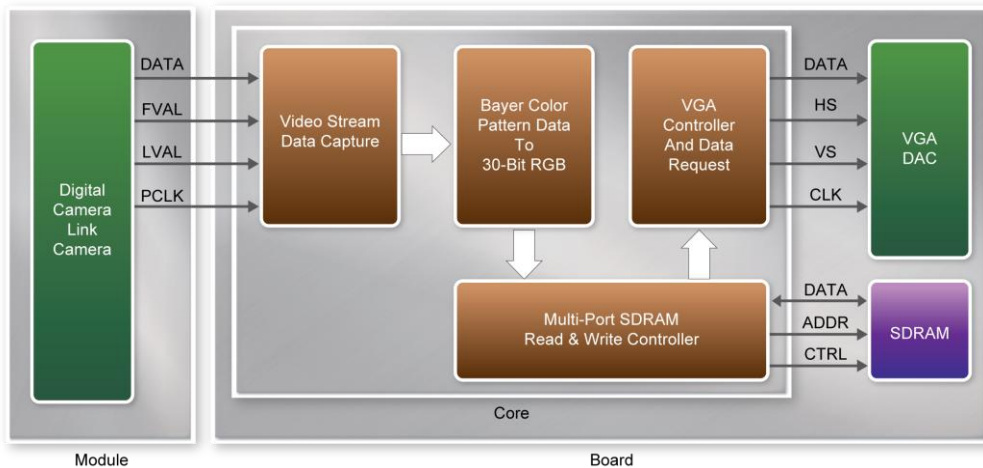 DATA
FVAL
LVAL
PCLK
Digital
Camera
Link
Camera
Video Stream
Data Capture
Bayer Color
Pattern Data
To
30-Bit RGB
VGA
Controller
And Data
Request
DATA
HS
VS
CLK
VGA
DAC
Multi-Port SDRAM
Read & Write Controller
DATA
ADDR
CTRL
SDRAM
Core
Module
Board